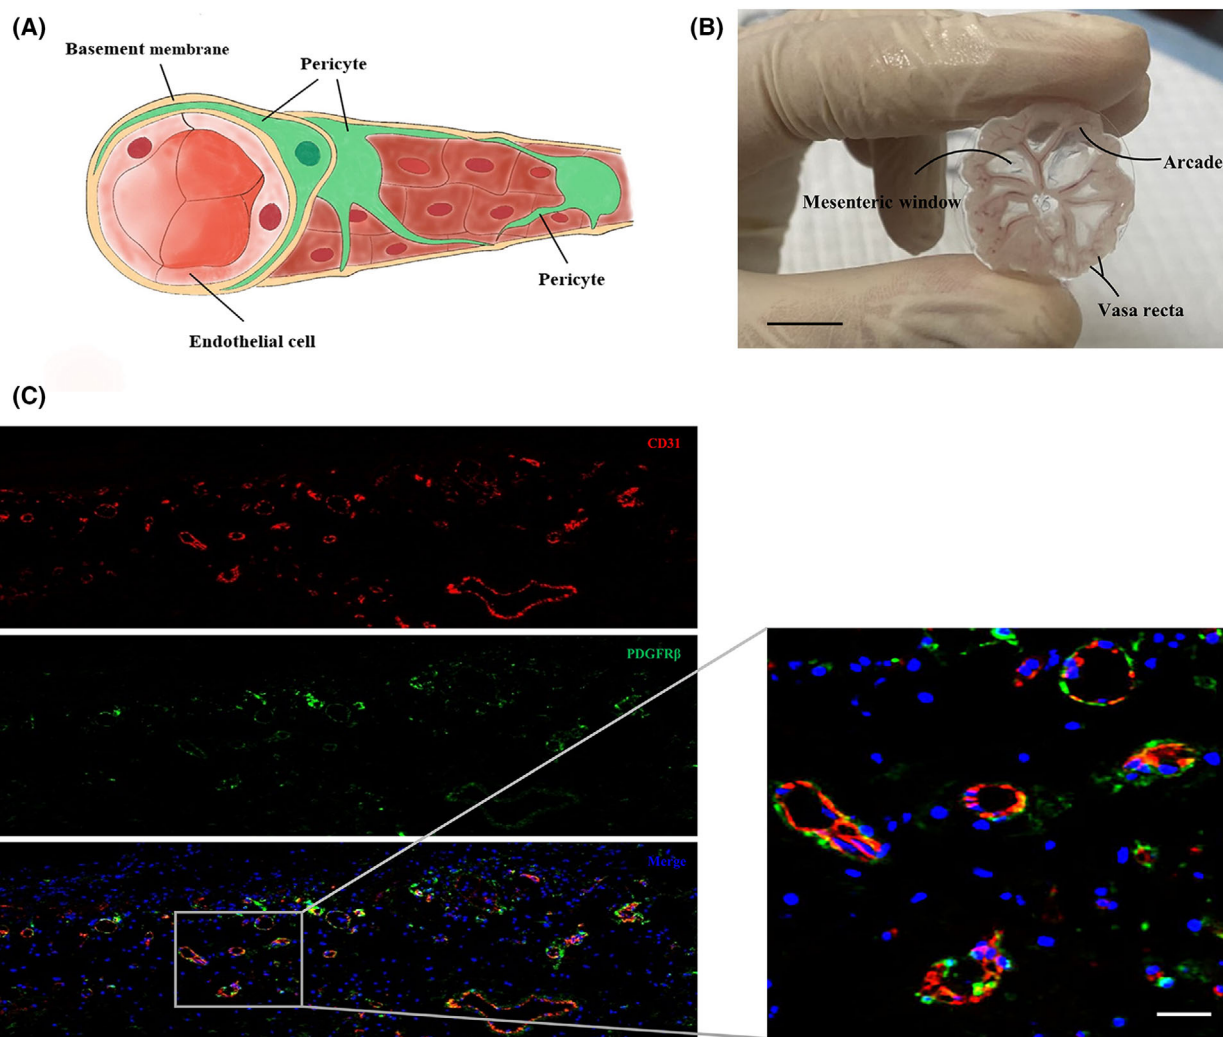 (A)
Basement membrane
Pericyte
Pericyte
Endothelial cell
(B)
Arcade
Mesenteric window
Vasa recta
(C)
CD31
PDGFRβ
Merge